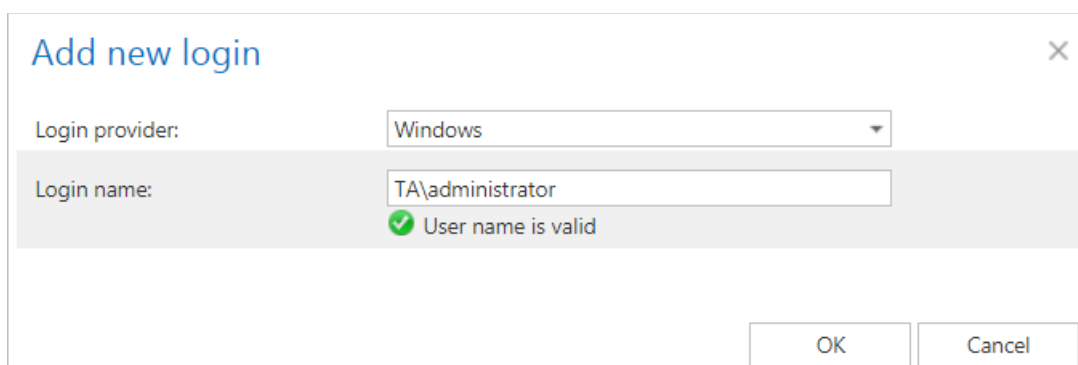 Add new login
Login provider: Windows
Login name: TA\administrator
User name is valid
OK Cancel